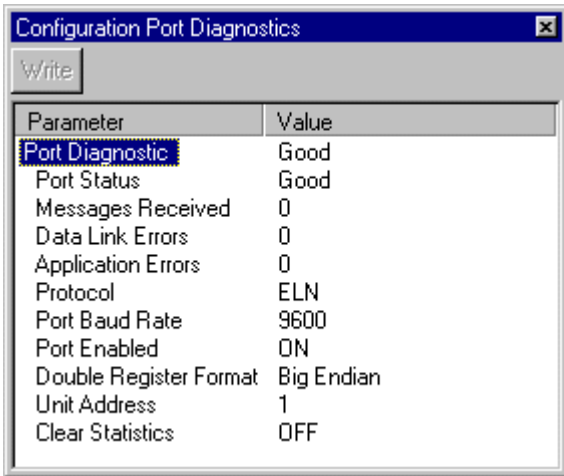 Configuration Port Diagnostics
Write
Parameter Value
Port Diagnostic Good
Port Status Good
Messages Received 0
Data Link Errors 0
Application Errors 0
Protocol ELN
Port Baud Rate 9600
Port Enabled ON
Double Register Format Big Endian
Unit Address 1
Clear Statistics OFF